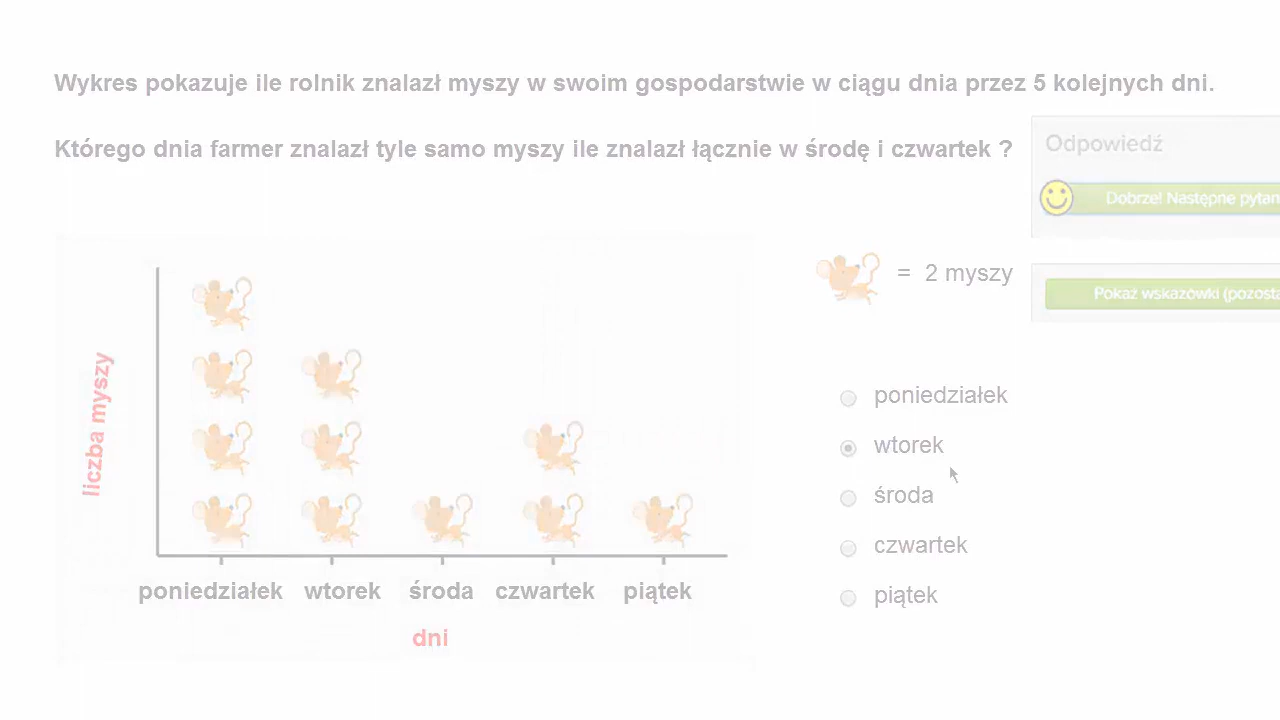 Wykres pokazuje ile rolnik znalazł myszy w swoim gospodarstwie w ciągu dnia przez 5 kolejnych dni.
Którego dnia farmer znalazł tyle samo myszy ile znalazł łącznie w środę i czwartek ?
Odpowiedź
Dobrze! Następne pytan
= 2 myszy
Pokaż wskazówki (pozosta
liczba myszy
poniedziałek
wtorek
środa
czwartek
piątek
poniedziałek wtorek środa czwartek piątek
dni